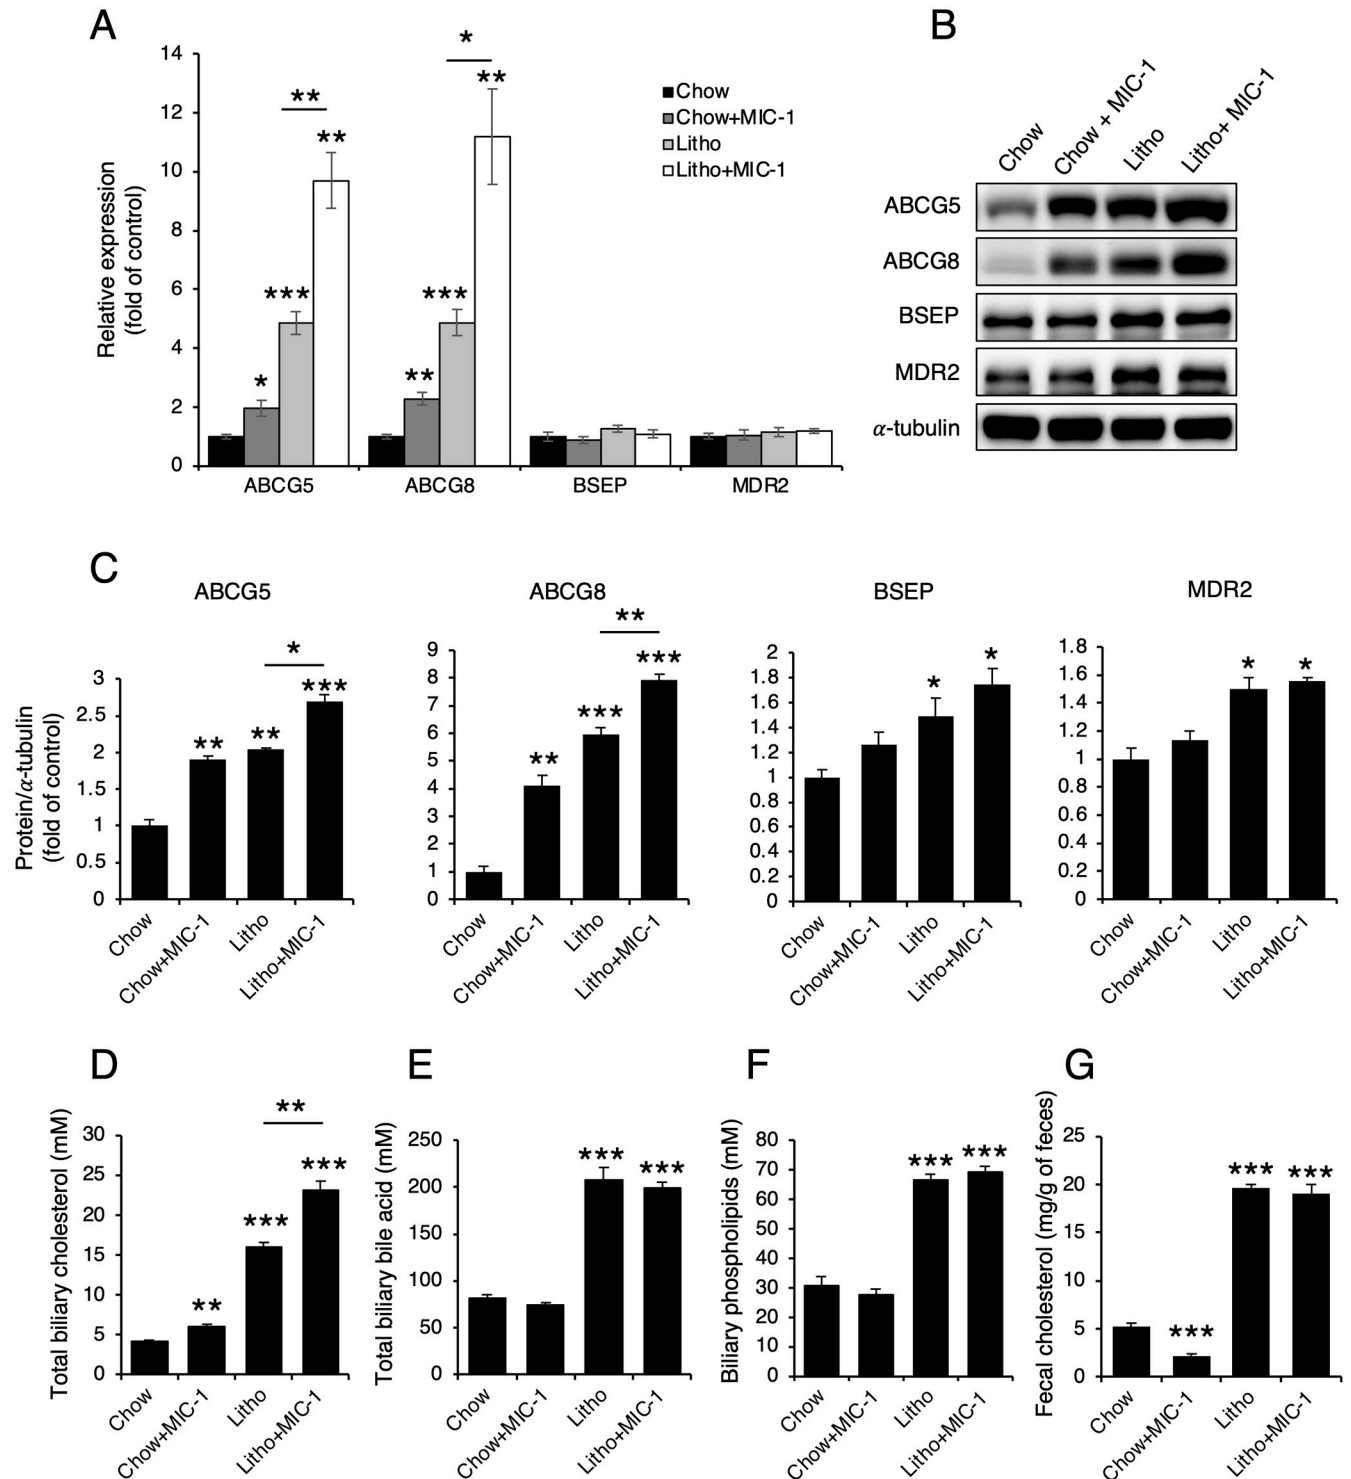 A
B
*
**
**
**
***
***
*
**
14
12
10
8
6
4
2
0
Relative expression
(fold of control)
Chow
Chow+MIC-1
Litho
Litho+MIC-1
ABCG5
ABCG8
BSEP
MDR2
Chow
Chow + MIC-1
Litho
Litho+ MIC-1
ABCG5
ABCG8
BSEP
MDR2
α-tubulin
C
ABCG5
*
***
**
**
3
2.5
2
1.5
1
0.5
0
Protein/α-tubulin
(fold of control)
Chow
Chow+MIC-1
Litho
Litho+MIC-1
ABCG8
**
***
***
**
9
8
7
6
5
4
3
2
1
0
Chow
Chow+MIC-1
Litho
Litho+MIC-1
BSEP
*
*
2
1.8
1.6
1.4
1.2
1
0.8
0.6
0.4
0.2
0
Chow
Chow+MIC-1
Litho
Litho+MIC-1
MDR2
*
*
1.8
1.6
1.4
1.2
1
0.8
0.6
0.4
0.2
0
Chow
Chow+MIC-1
Litho
Litho+MIC-1
D
**
***
***
**
30
25
20
15
10
5
0
Total biliary cholesterol (mM)
Chow
Chow+MIC-1
Litho
Litho+MIC-1
E
***
***
250
200
150
100
50
0
Total biliary bile acid (mM)
Chow
Chow+MIC-1
Litho
Litho+MIC-1
F
***
***
80
70
60
50
40
30
20
10
0
Biliary phospholipids (mM)
Chow
Chow+MIC-1
Litho
Litho+MIC-1
G
***
***
***
25
20
15
10
5
0
Fecal cholesterol (mg/g of feces)
Chow
Chow+MIC-1
Litho
Litho+MIC-1